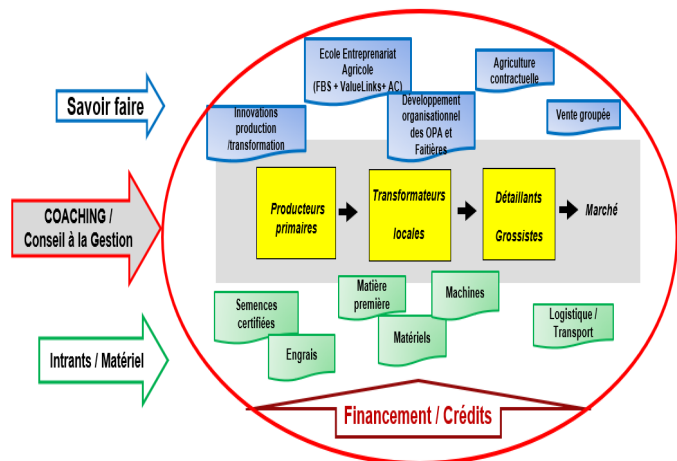 Ecole Entreprenariat
Agricole
(FBS + ValueLinks+ AC)
Agriculture
contractuelle
Savoir faire
Innovations
production
/transformation
Développement
organisationnel
des OPA et
Faitières
Vente groupée
COACHING /
Conseil à la Gestion
Producteurs
primaires
Transformateurs
locales
Détaillants
Grossistes
Marché
Semences
certifiées
Matière
première
Machines
Logistique /
Transport
Intrants / Matériel
Engrais
Matériels
Financement / Crédits